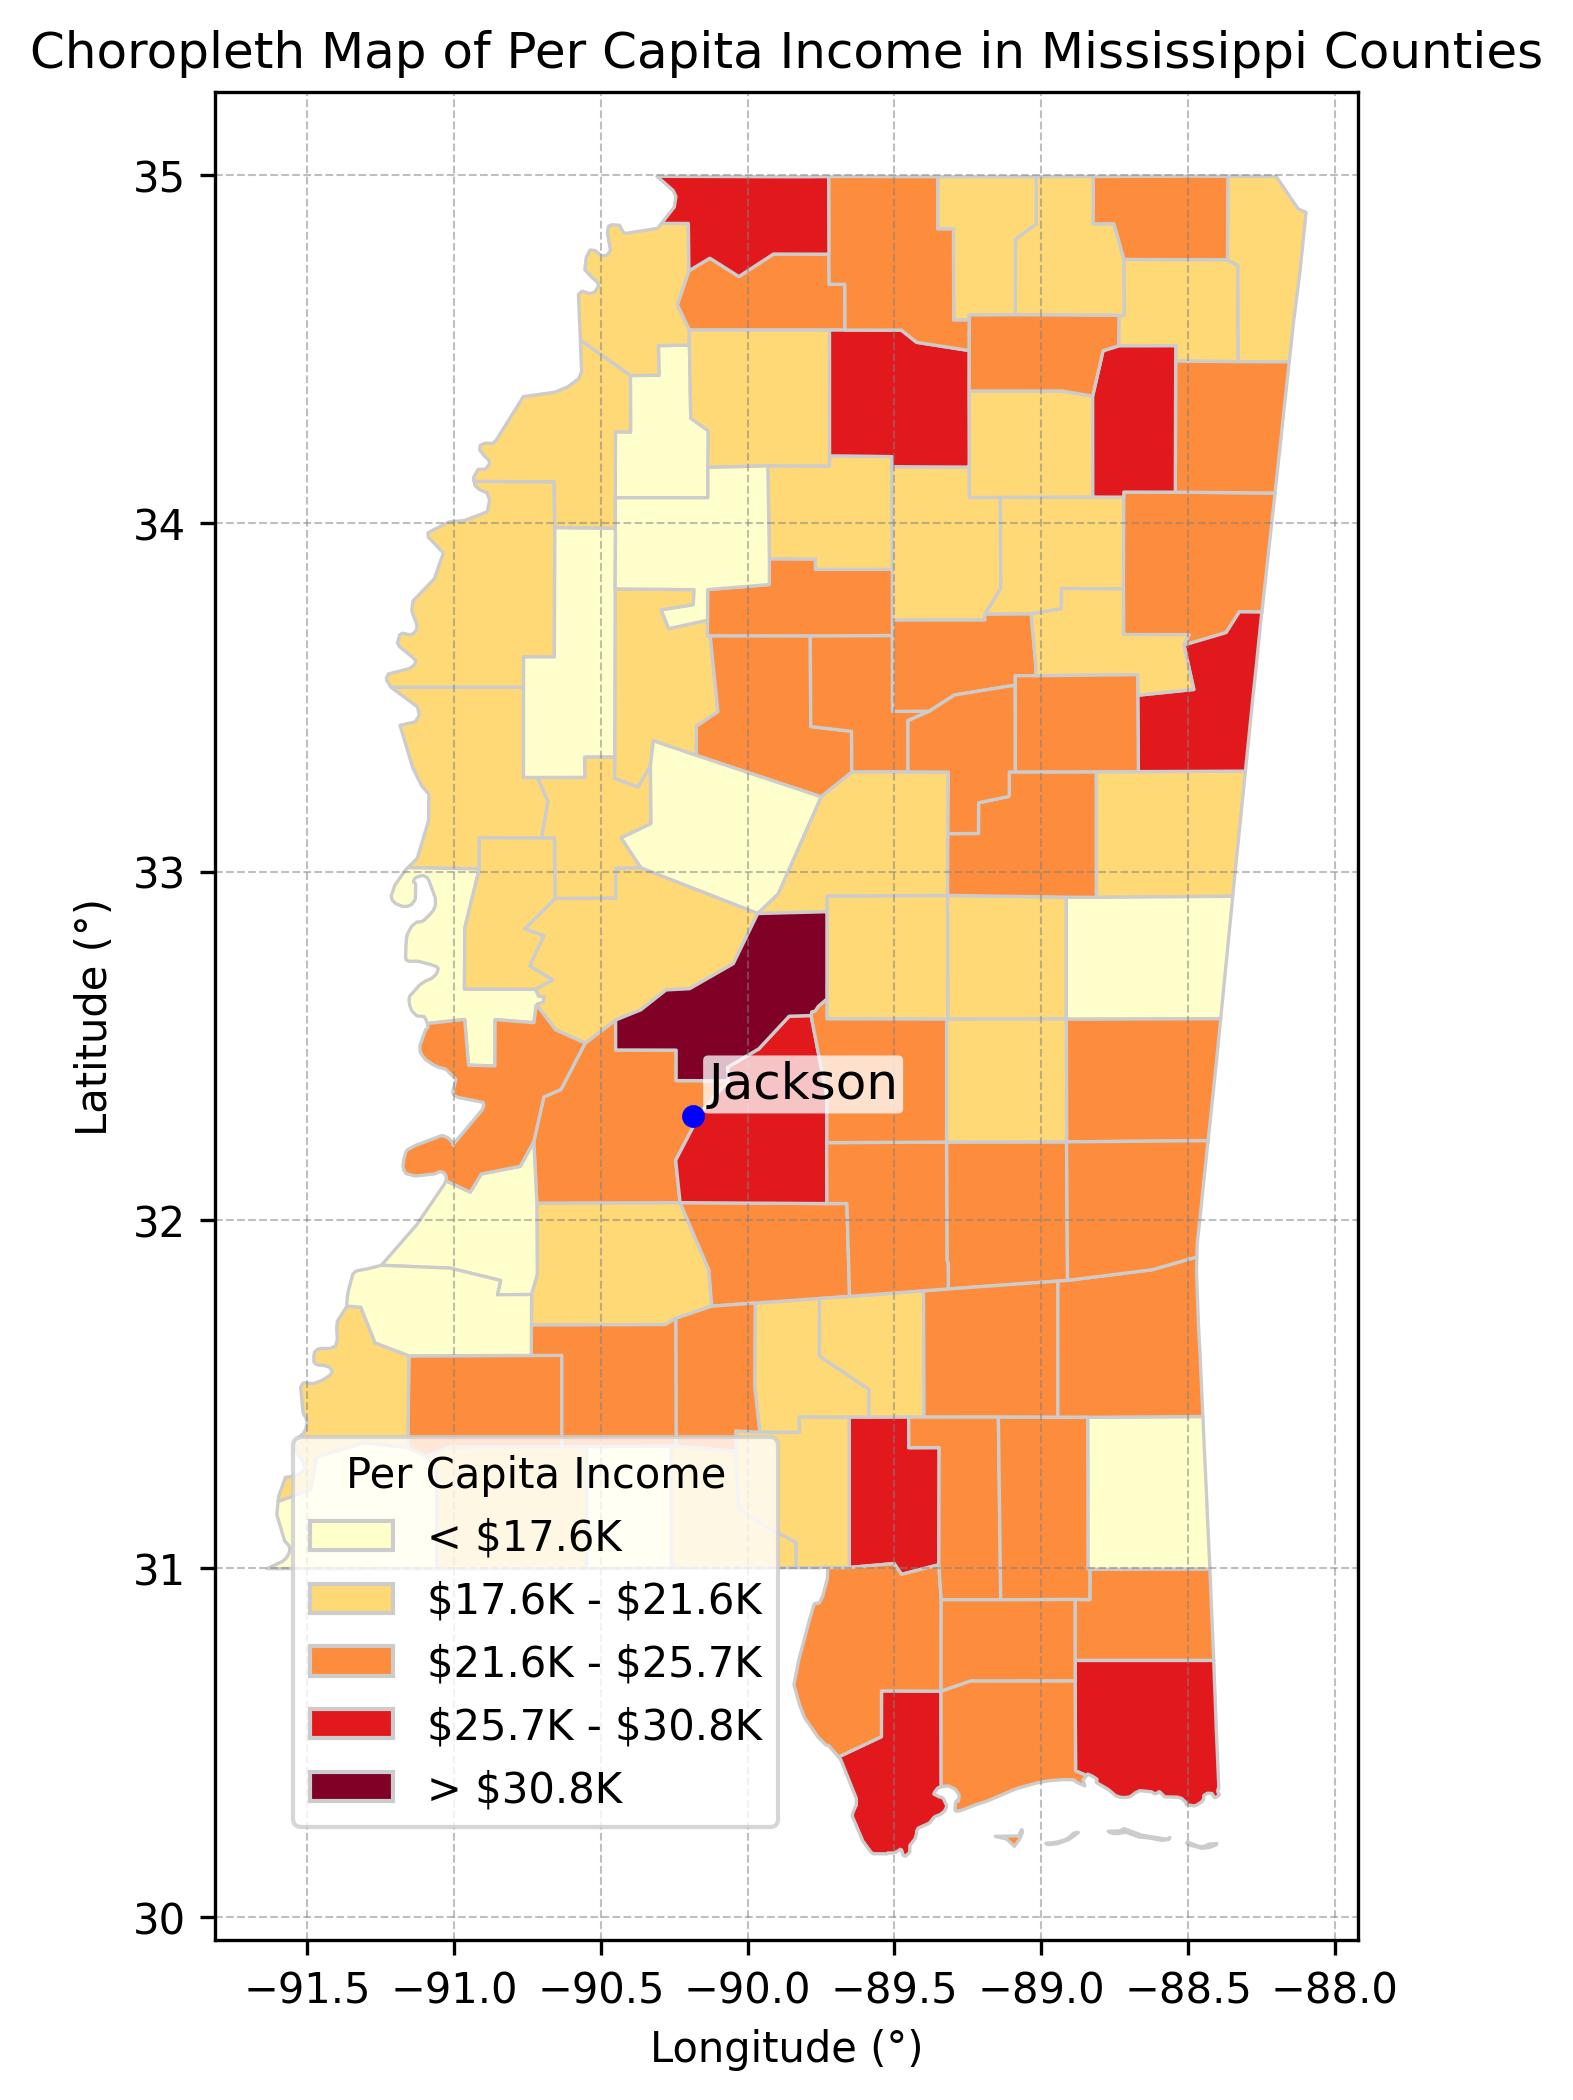 Choropleth Map of Per Capita Income in Mississippi Counties
35
34
33
32
31
30
Latitude (°)
Jackson
Per Capita Income
< $17.6K
$17.6K - $21.6K
$21.6K - $25.7K
$25.7K - $30.8K
> $30.8K
−91.5 −91.0 −90.5 −90.0 −89.5 −89.0 −88.5 −88.0
Longitude (°)